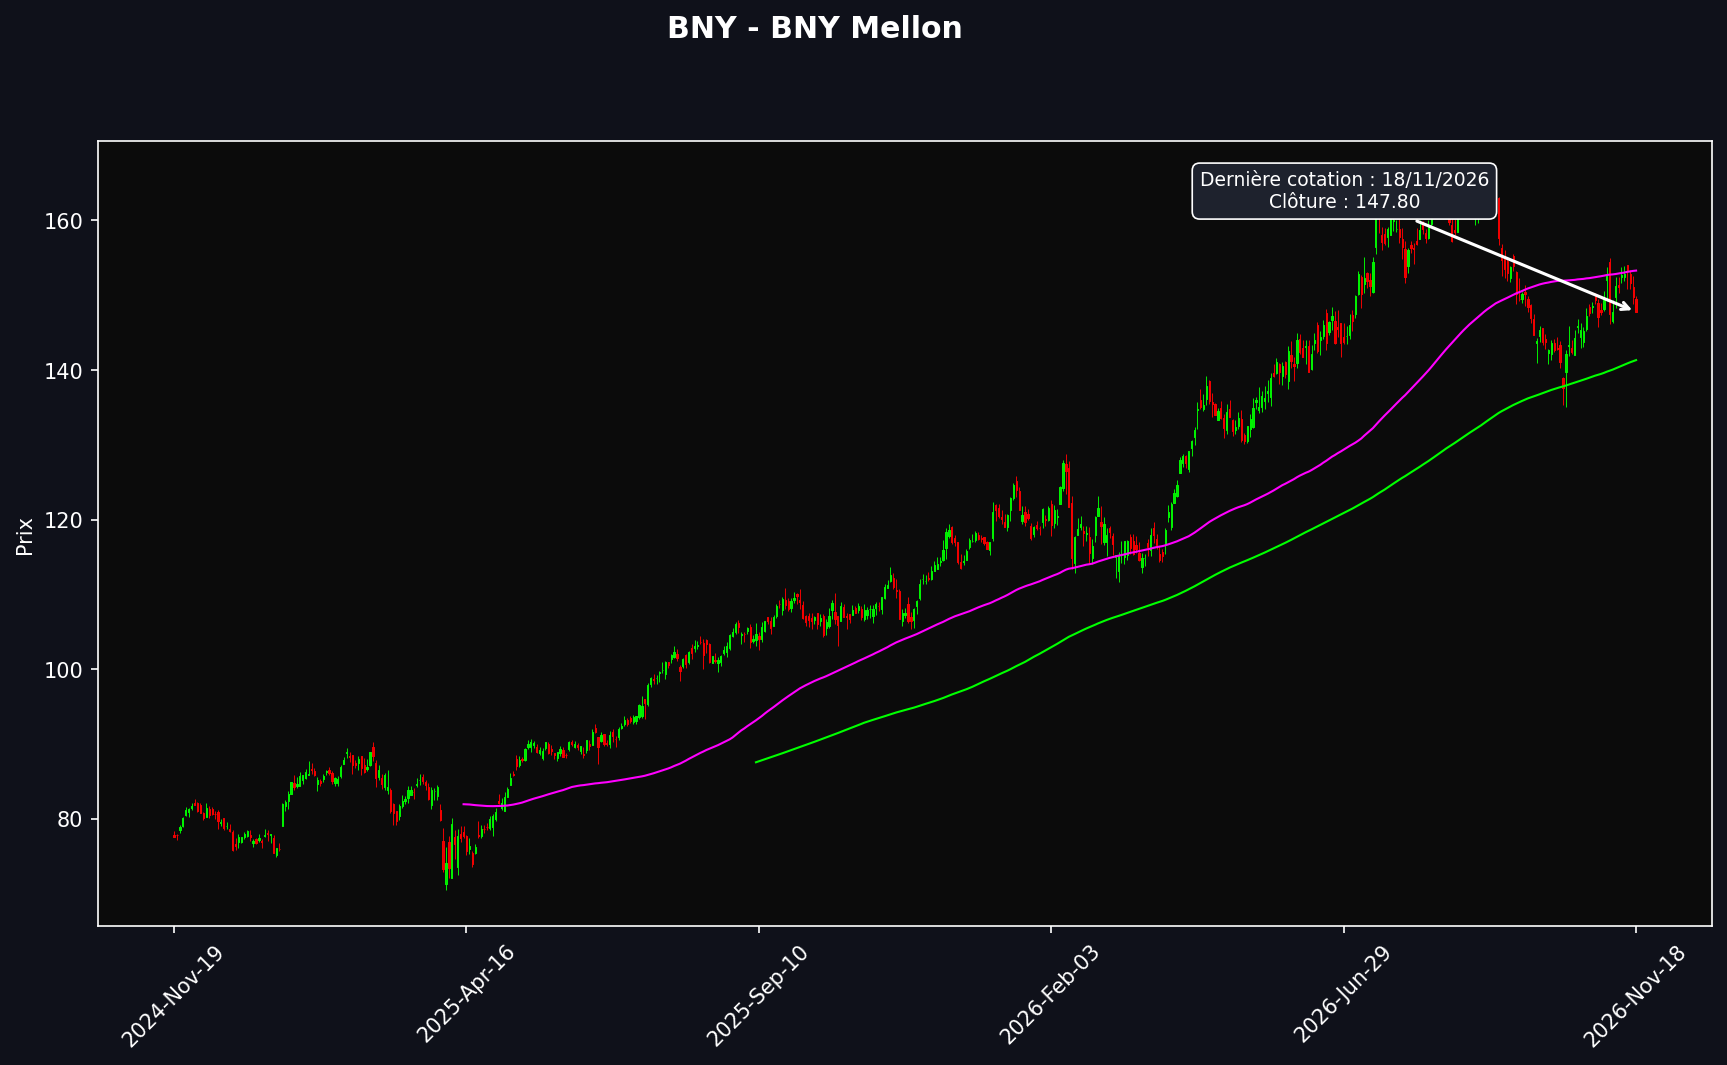 BNY - BNY Mellon
Dernière cotation : 18/11/2026
Clôture : 147.80
Prix
160
140
120
100
80
2024-Nov-19
2025-Apr-16
2025-Sep-10
2026-Feb-03
2026-Jun-29
2026-Nov-18